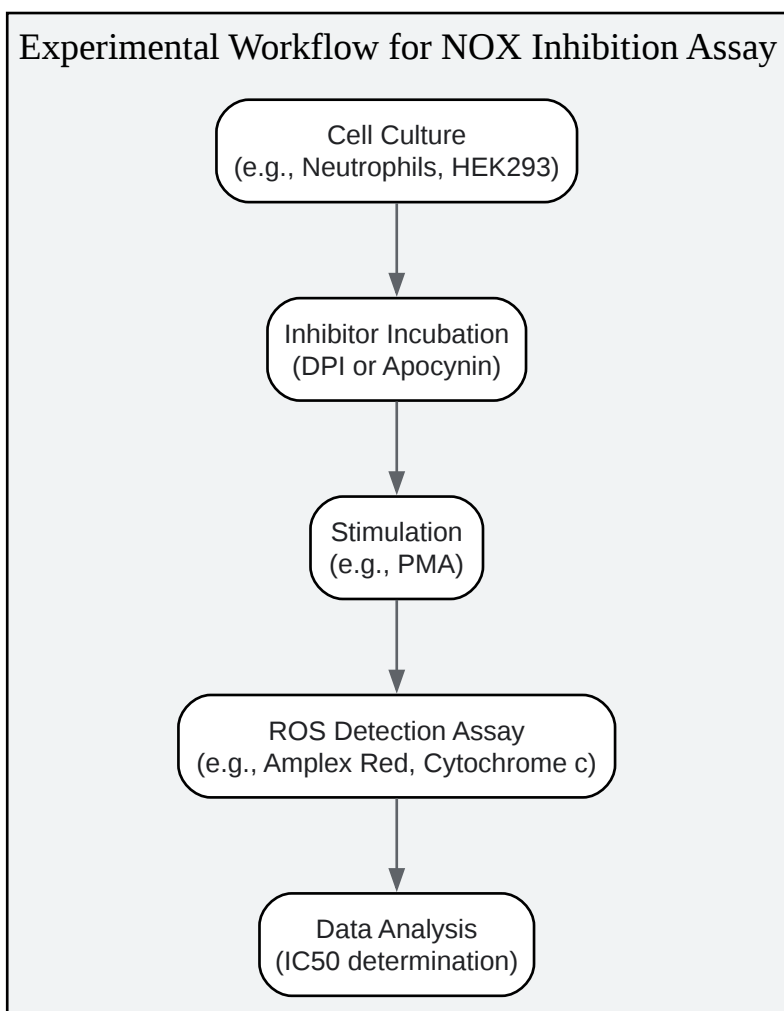 Experimental Workflow for NOX Inhibition Assay
Cell Culture
(e.g., Neutrophils, HEK293)
Inhibitor Incubation
(DPI or Apocynin)
Stimulation
(e.g., PMA)
ROS Detection Assay
(e.g., Amplex Red, Cytochrome c)
Data Analysis
(IC50 determination)